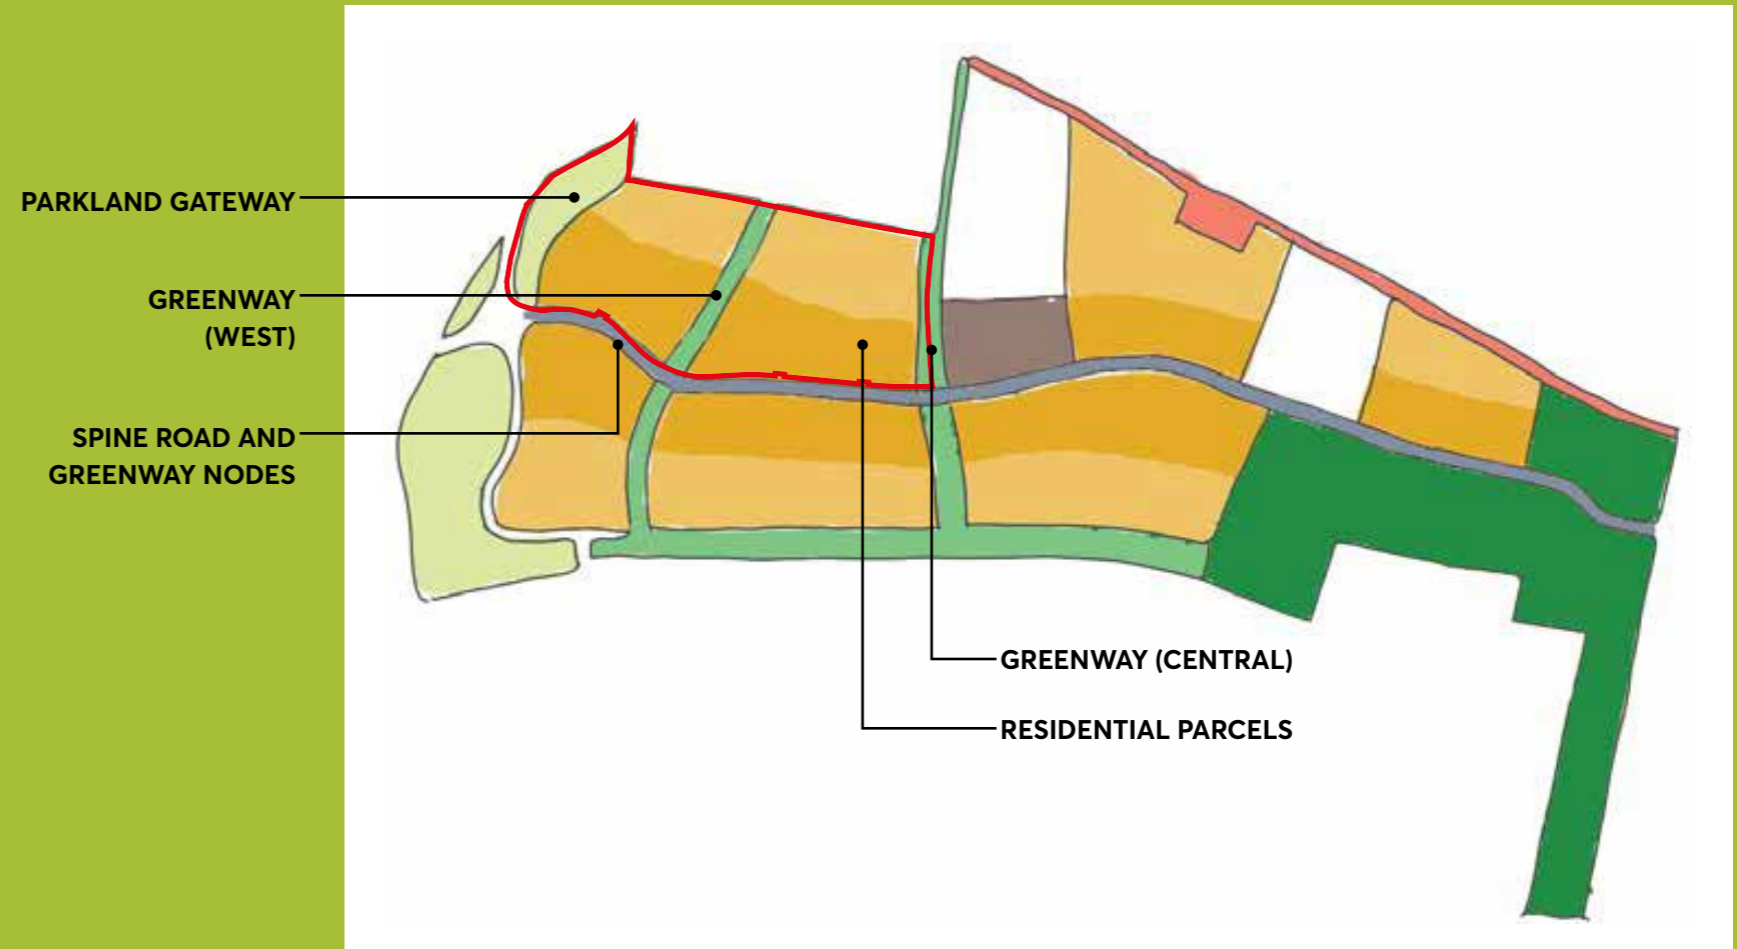 PARKLAND GATEWAY
GREENWAY
(WEST)
SPINE ROAD AND
GREENWAY NODES
GREENWAY (CENTRAL)
RESIDENTIAL PARCELS